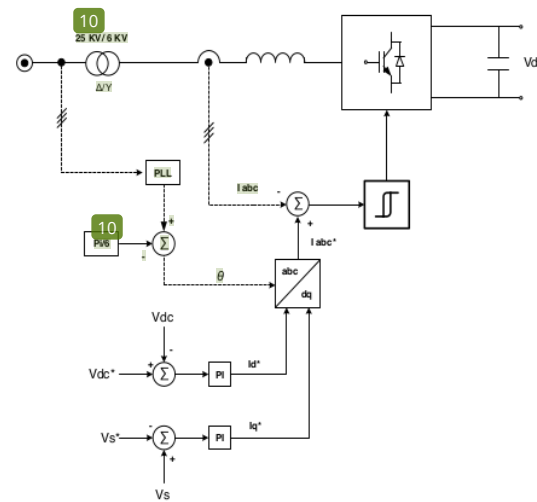 10
25 KV/ 6 KV
Δ/Y
Vd
PLL
I abc
-
Σ
+
I abc*
+
10
Pi/6
-
Σ
θ
abc
dq
Vdc
-
+
Vdc*
Σ
PI
Id*
-
Vs*
Σ
PI
Iq*
+
Vs